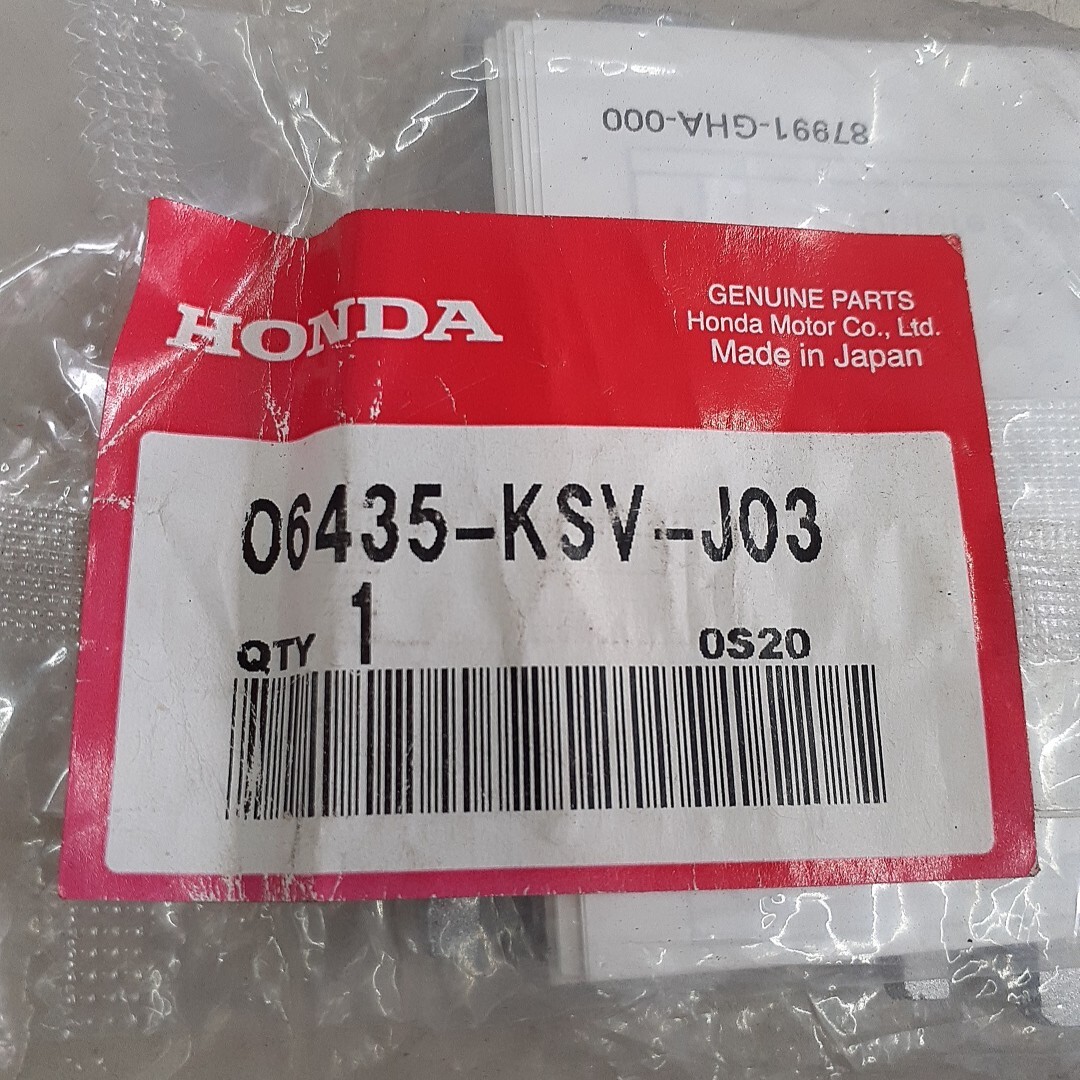 87991-GHA-000
HONDA
GENUINE PARTS
Honda Motor Co., Ltd.
Made in Japan
06435-KSV-J03
QTY 1
0S20